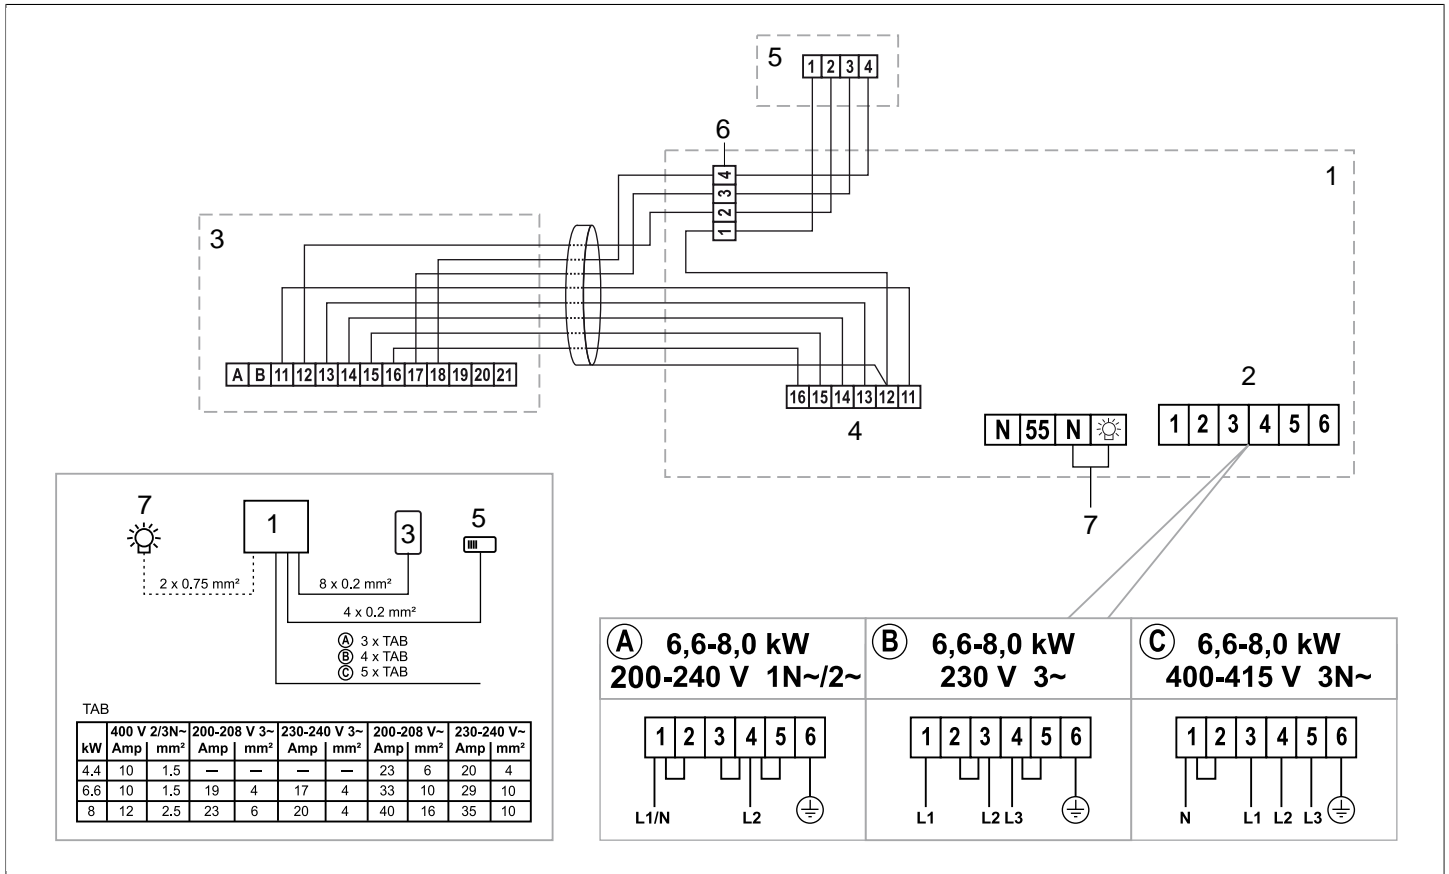 5
1 2 3 4
6
4
3
2
1
1
3
A B 11 12 13 14 15 16 17 18 19 20 21
16 15 14 13 12 11
4
N 55 N
7
2
1 2 3 4 5 6
7
1
3
5
2 x 0.75 mm²
8 x 0.2 mm²
4 x 0.2 mm²
A 3 x TAB
B 4 x TAB
C 5 x TAB
TAB
400 V 2/3N~ 200-208 V 3~ 230-240 V 3~ 200-208 V~ 230-240 V~
kW Amp mm² Amp mm² Amp mm² Amp mm² Amp mm²
4.4 10 1.5 — — — — 23 6 20 4
6.6 10 1.5 19 4 17 4 33 10 29 10
8 12 2.5 23 6 20 4 40 16 35 10
A 6,6-8,0 kW
200-240 V 1N~/2~
1 2 3 4 5 6
L1/N L2
B 6,6-8,0 kW
230 V 3~
1 2 3 4 5 6
L1 L2 L3
C 6,6-8,0 kW
400-415 V 3N~
1 2 3 4 5 6
N L1 L2 L3